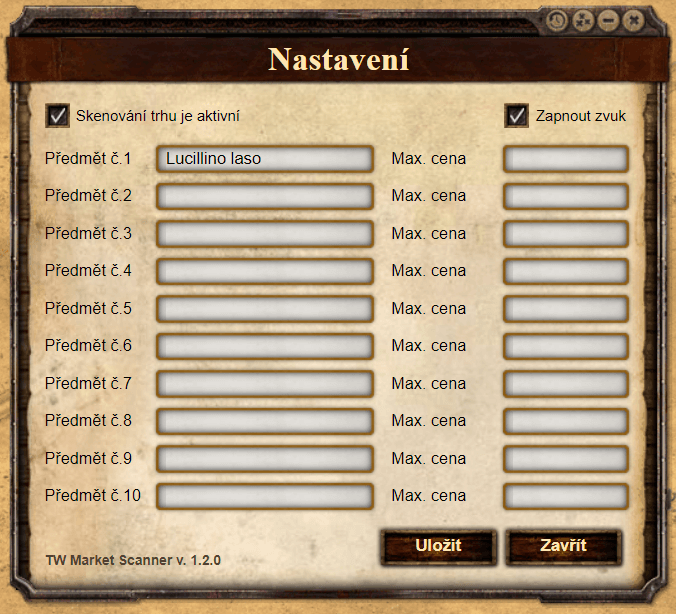 Nastavení
Skenování trhu je aktivní Zapnout zvuk
Předmět č.1 Lucillino laso Max. cena
Předmět č.2 Max. cena
Předmět č.3 Max. cena
Předmět č.4 Max. cena
Předmět č.5 Max. cena
Předmět č.6 Max. cena
Předmět č.7 Max. cena
Předmět č.8 Max. cena
Předmět č.9 Max. cena
Předmět č.10 Max. cena
Uložit Zavřít
TW Market Scanner v. 1.2.0